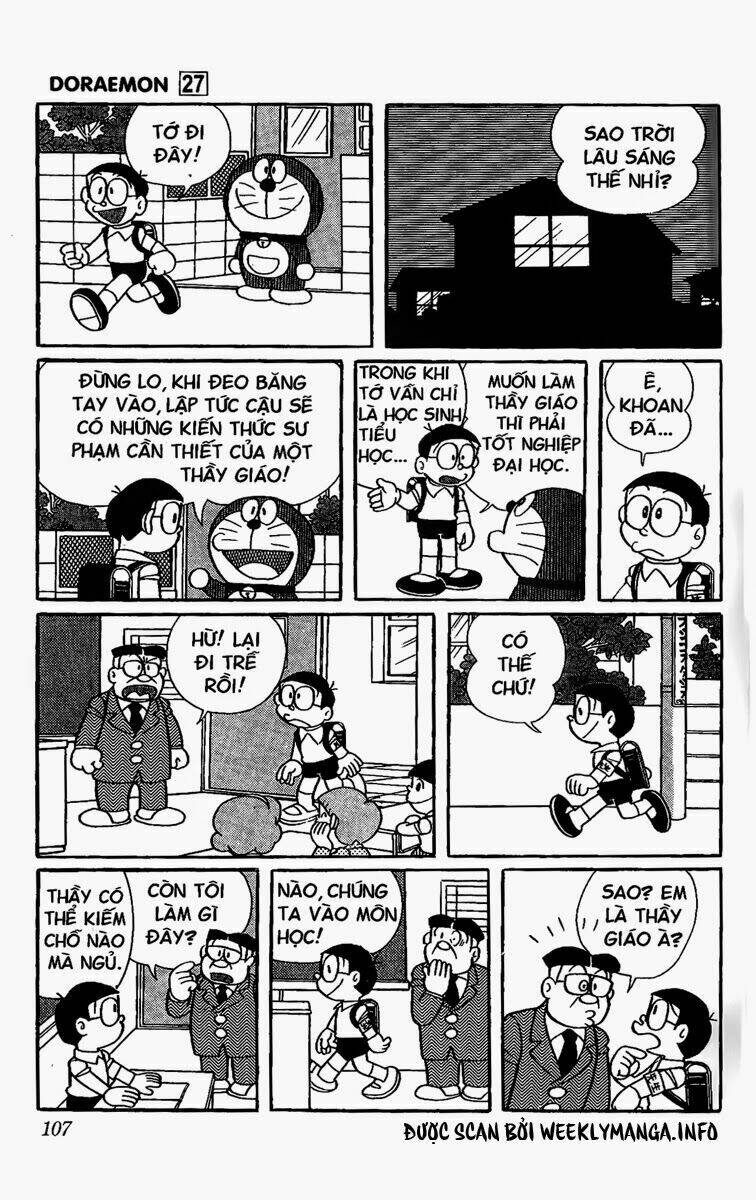 DORAEMON 27
SAO TRỜI
LÂU SÁNG
THẾ NHỈ?
TỚ ĐI
ĐÂY!
Ê,
KHOAN
ĐÃ...
MUỐN LÀM
THẦY GIÁO
THÌ PHẢI
TỐT NGHIỆP
ĐẠI HỌC.
TRONG KHI
TỚ VẪN CHỈ
LÀ HỌC SINH
TIỂU
HỌC...
ĐỪNG LO, KHI ĐEO BĂNG
TAY VÀO, LẬP TỨC CẬU SẼ
CÓ NHỮNG KIẾN THỨC SƯ
PHẠM CẦN THIẾT CỦA MỘT
THẦY GIÁO!
CÓ
THẾ
CHỨ!
HỪ! LẠI
ĐI TRỄ
RỒI!
SAO? EM
LÀ THẦY
GIÁO À?
NÀO, CHÚNG
TA VÀO MÔN
HỌC!
CÒN TÔI
LÀM GÌ
ĐÂY?
THẦY CÓ
THỂ KIẾM
CHỖ NÀO
MÀ NGỦ.
107
ĐƯỢC SCAN BỞI WEEKLYMANGA.INFO